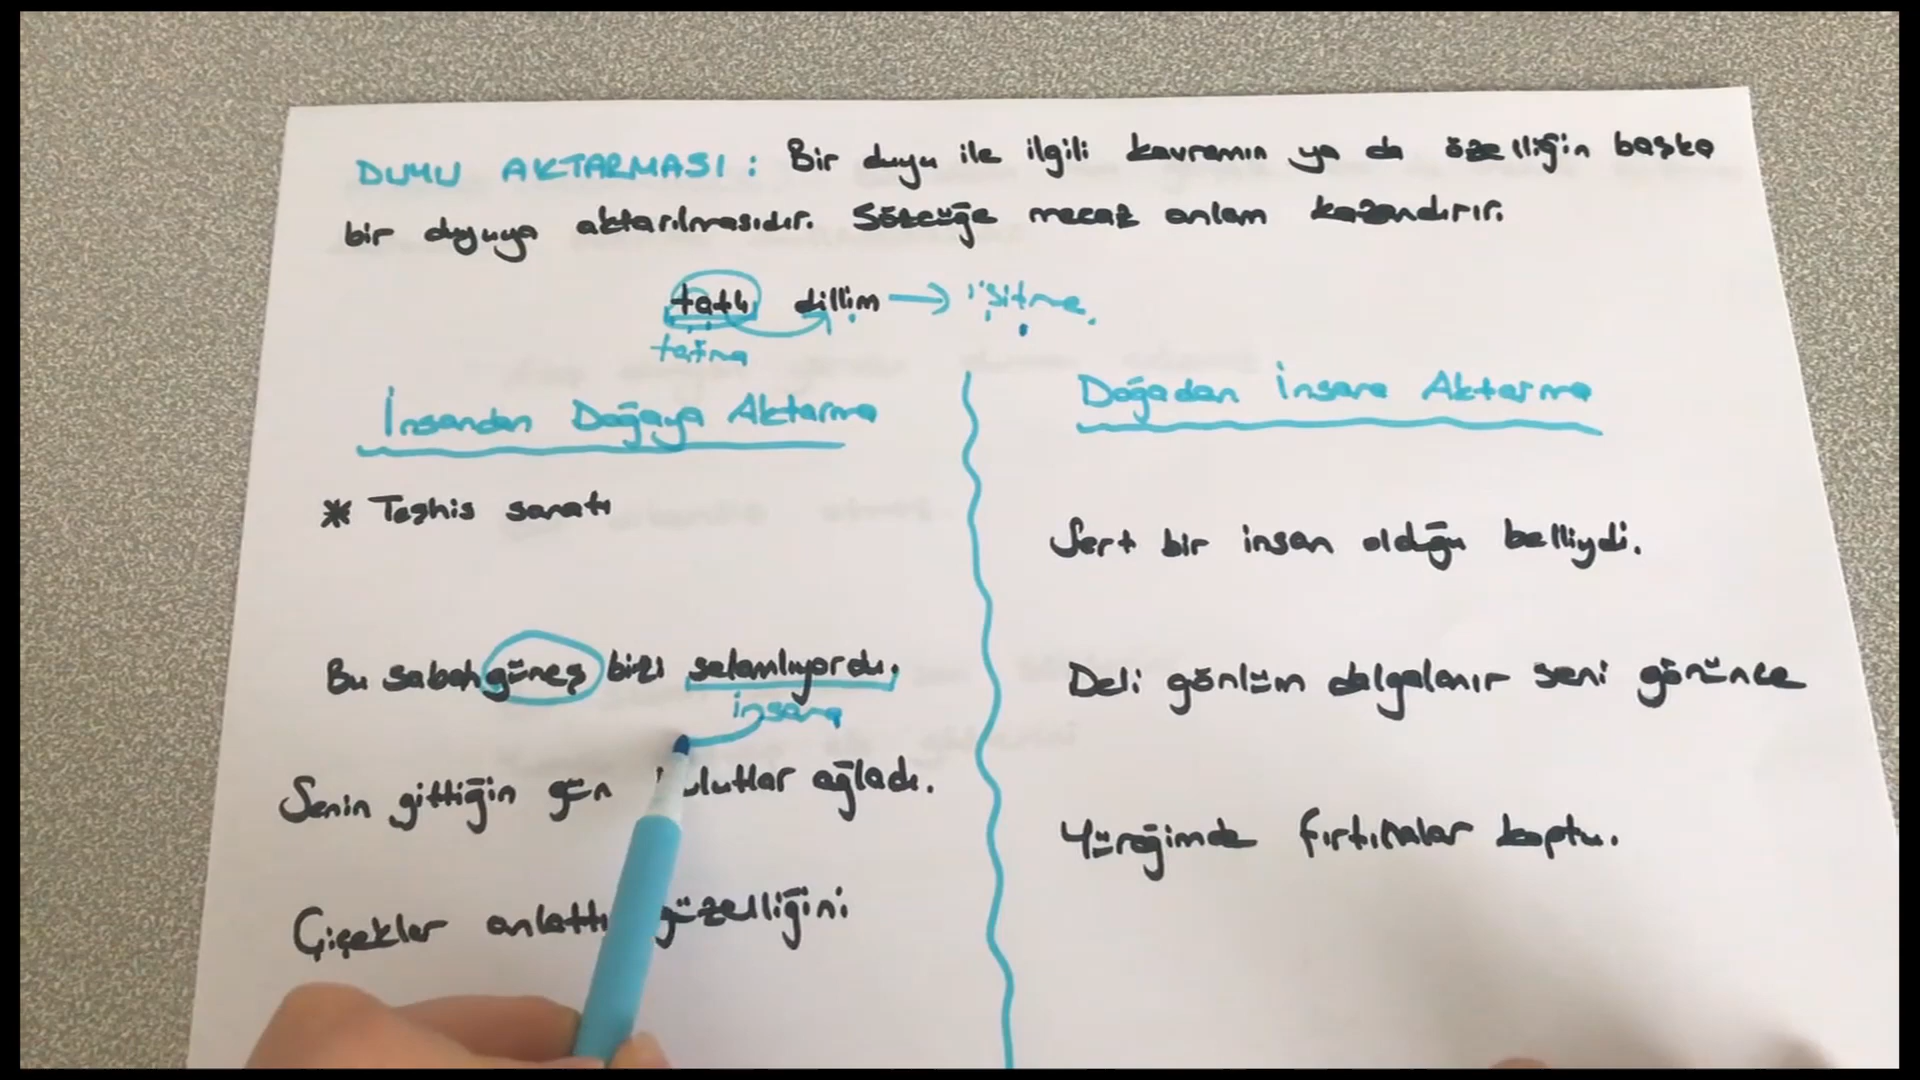 DUYU AKTARMASI: Bir duyu ile ilgili kavramın ya da özelliğin başka
bir duyuya aktarılmasıdır. Sözcüğe mecaz anlam kazandırır.
tatlı dillim → işitme
tatma
İnsandan Doğaya Aktarma
* Teşhis sanatı
Bu sabah güneş bizi selamlıyordu.
insana
Senin gittiğin gün bulutlar ağladı.
Çiçekler anlattı güzelliğini
Doğadan İnsana Aktarma
Sert bir insan olduğu belliydi.
Deli gönlüm dalgalanır seni görünce
Yüreğimde fırtınalar koptu.